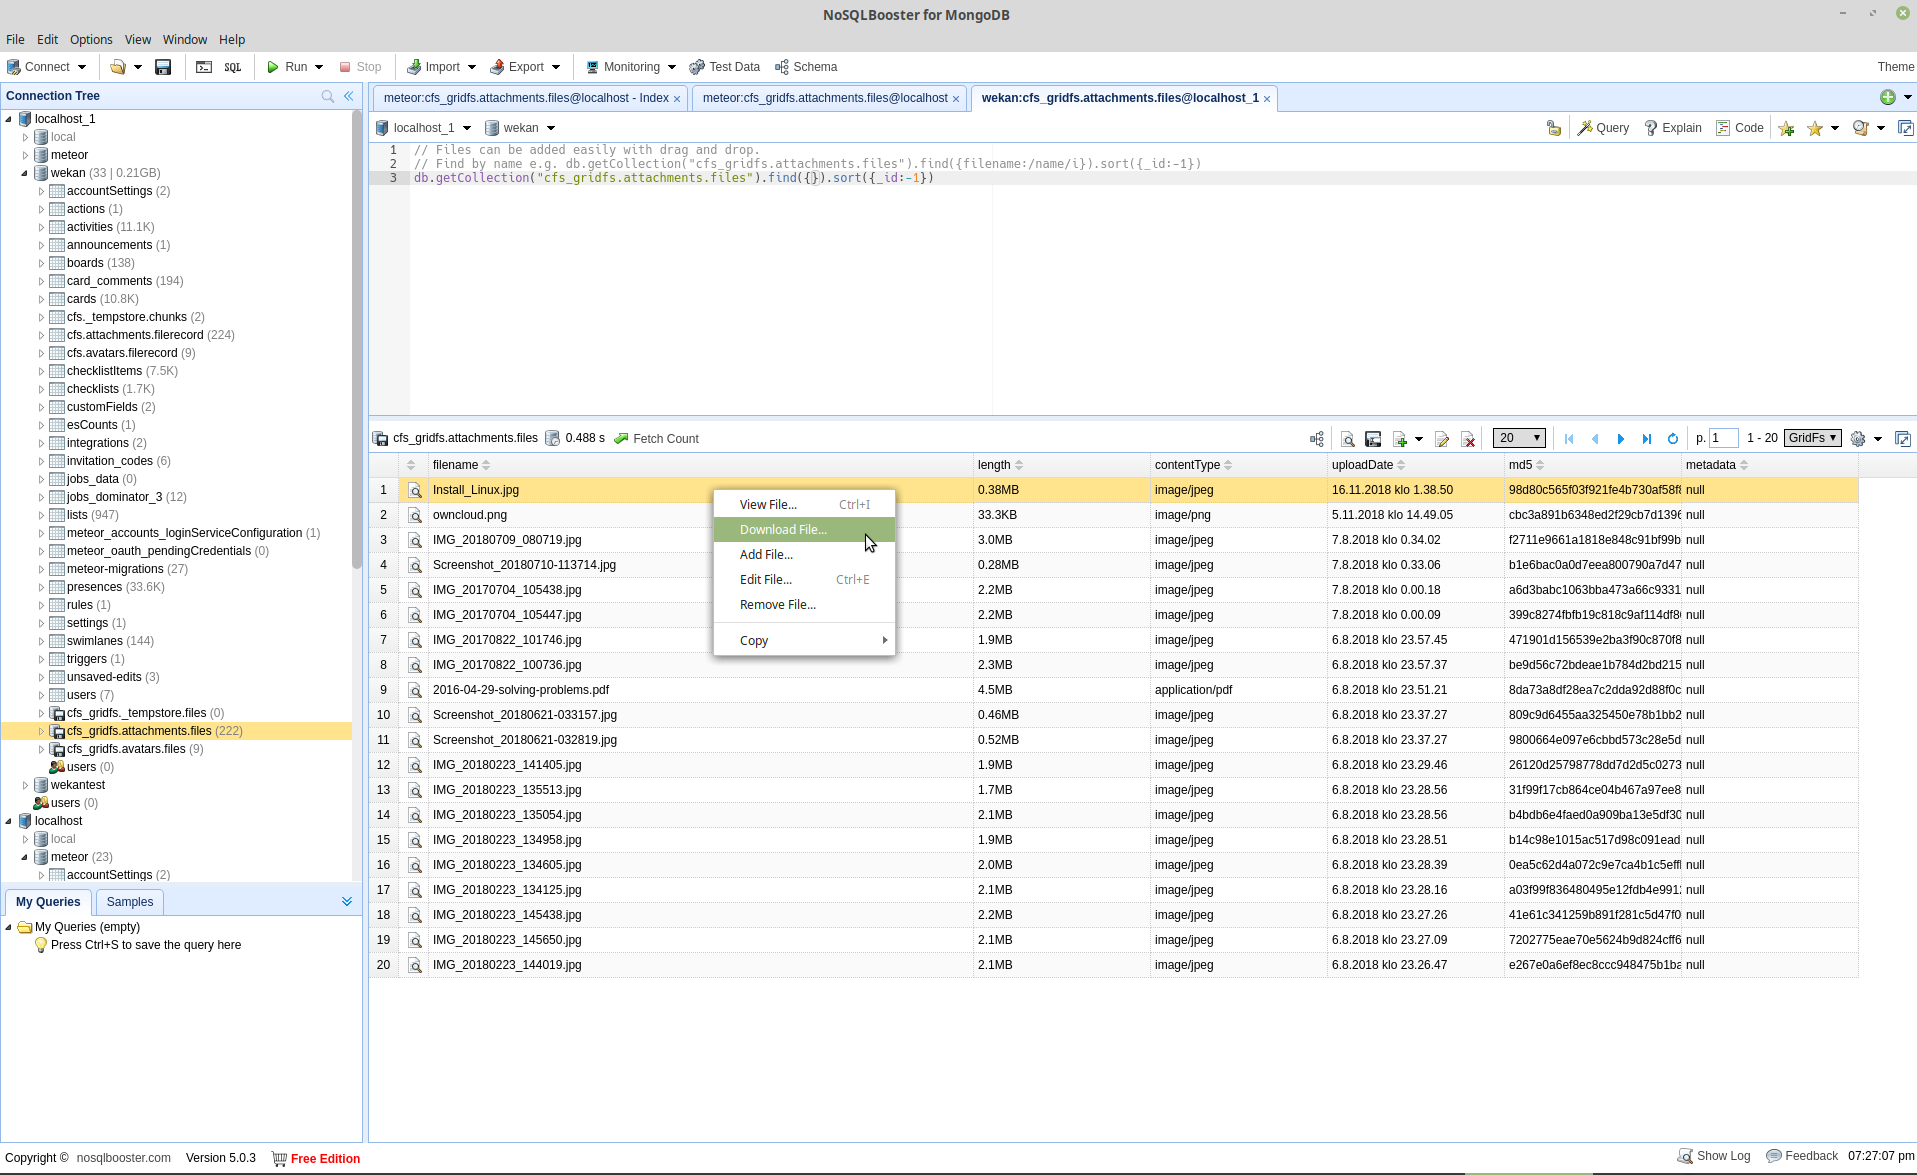 NoSQLBooster for MongoDB
File Edit Options View Window Help
Connect SQL Run Stop Import Export Monitoring Test Data Schema Theme
Connection Tree
localhost_1
local
meteor
wekan (33 | 0.21GB)
accountSettings (2)
actions (1)
activities (11.1K)
announcements (1)
boards (138)
card_comments (194)
cards (10.8K)
cfs._tempstore.chunks (2)
cfs.attachments.filerecord (224)
cfs.avatars.filerecord (9)
checklistItems (7.5K)
checklists (1.7K)
customFields (2)
esCounts (1)
integrations (2)
invitation_codes (6)
jobs_data (0)
jobs_dominator_3 (12)
lists (947)
meteor_accounts_loginServiceConfiguration (1)
meteor_oauth_pendingCredentials (0)
meteor-migrations (27)
presences (33.6K)
rules (1)
settings (1)
swimlanes (144)
triggers (1)
unsaved-edits (3)
users (7)
cfs_gridfs._tempstore.files (0)
cfs_gridfs.attachments.files (222)
cfs_gridfs.avatars.files (9)
users (0)
wekantest
users (0)
localhost
local
meteor (23)
accountSettings (2)
My Queries Samples
My Queries (empty)
Press Ctrl+S to save the query here
meteor:cfs_gridfs.attachments.files@localhost - Index × meteor:cfs_gridfs.attachments.files@localhost × wekan:cfs_gridfs.attachments.files@localhost_1 ×
localhost_1 wekan Query Explain Code
1 // Files can be added easily with drag and drop.
2 // Find by name e.g. db.getCollection("cfs_gridfs.attachments.files").find({filename:/name/i}).sort({_id:-1})
3 db.getCollection("cfs_gridfs.attachments.files").find({}).sort({_id:-1})
cfs_gridfs.attachments.files 0.488 s Fetch Count 20 p. 1 1 - 20 GridFs
filename length contentType uploadDate md5 metadata
1 Install_Linux.jpg 0.38MB image/jpeg 16.11.2018 klo 1.38.50 98d80c565f03f921fe4b730af58f8 null
2 owncloud.png 33.3KB image/png 5.11.2018 klo 14.49.05 cbc3a891b6348ed2f29cb7d1396 null
3 IMG_20180709_080719.jpg 3.0MB image/jpeg 7.8.2018 klo 0.34.02 f2711e9661a1818e848c91bf99b null
4 Screenshot_20180710-113714.jpg 0.28MB image/jpeg 7.8.2018 klo 0.33.06 b1e6bac0a0d7eea800790a7d47 null
5 IMG_20170704_105438.jpg 2.2MB image/jpeg 7.8.2018 klo 0.00.18 a6d3babc1063bba473a66c9331 null
6 IMG_20170704_105447.jpg 2.2MB image/jpeg 7.8.2018 klo 0.00.09 399c8274fbfb19c818c9af114df8 null
7 IMG_20170822_101746.jpg 1.9MB image/jpeg 6.8.2018 klo 23.57.45 471901d156539e2ba3f90c870f8 null
8 IMG_20170822_100736.jpg 2.3MB image/jpeg 6.8.2018 klo 23.57.37 be9d56c72bdeae1b784d2bd215 null
9 2016-04-29-solving-problems.pdf 4.5MB application/pdf 6.8.2018 klo 23.51.21 8da73a8df28ea7c2dda92d88f0c null
10 Screenshot_20180621-033157.jpg 0.46MB image/jpeg 6.8.2018 klo 23.37.27 809c9d6455aa325450e78b1bb2 null
11 Screenshot_20180621-032819.jpg 0.52MB image/jpeg 6.8.2018 klo 23.37.27 9800664e097e6cbbd573c28e5d null
12 IMG_20180223_141405.jpg 1.9MB image/jpeg 6.8.2018 klo 23.29.46 26120d25798778dd7d2d5c0273 null
13 IMG_20180223_135513.jpg 1.7MB image/jpeg 6.8.2018 klo 23.28.56 31f99f17cb864ce04b467a97ee8 null
14 IMG_20180223_135054.jpg 2.1MB image/jpeg 6.8.2018 klo 23.28.56 b4bdb6e4faed0a909ba13e5df30 null
15 IMG_20180223_134958.jpg 1.9MB image/jpeg 6.8.2018 klo 23.28.51 b14c98e1015ac517d98c091ead null
16 IMG_20180223_134605.jpg 2.0MB image/jpeg 6.8.2018 klo 23.28.39 0ea5c62d4a072c9e7ca4b1c5eff null
17 IMG_20180223_134125.jpg 2.1MB image/jpeg 6.8.2018 klo 23.28.16 a03f99f836480495e12fdb4e991 null
18 IMG_20180223_145438.jpg 2.2MB image/jpeg 6.8.2018 klo 23.27.26 41e61c341259b891f281c5d47f0 null
19 IMG_20180223_145650.jpg 2.1MB image/jpeg 6.8.2018 klo 23.27.09 7202775eae70e5624b9d824cff6 null
20 IMG_20180223_144019.jpg 2.1MB image/jpeg 6.8.2018 klo 23.26.47 e267e0a6ef8ec8ccc948475b1ba null
View File... Ctrl+I
Download File...
Add File...
Edit File... Ctrl+E
Remove File...
Copy
Copyright © nosqlbooster.com Version 5.0.3 Free Edition Show Log Feedback 07:27:07 pm